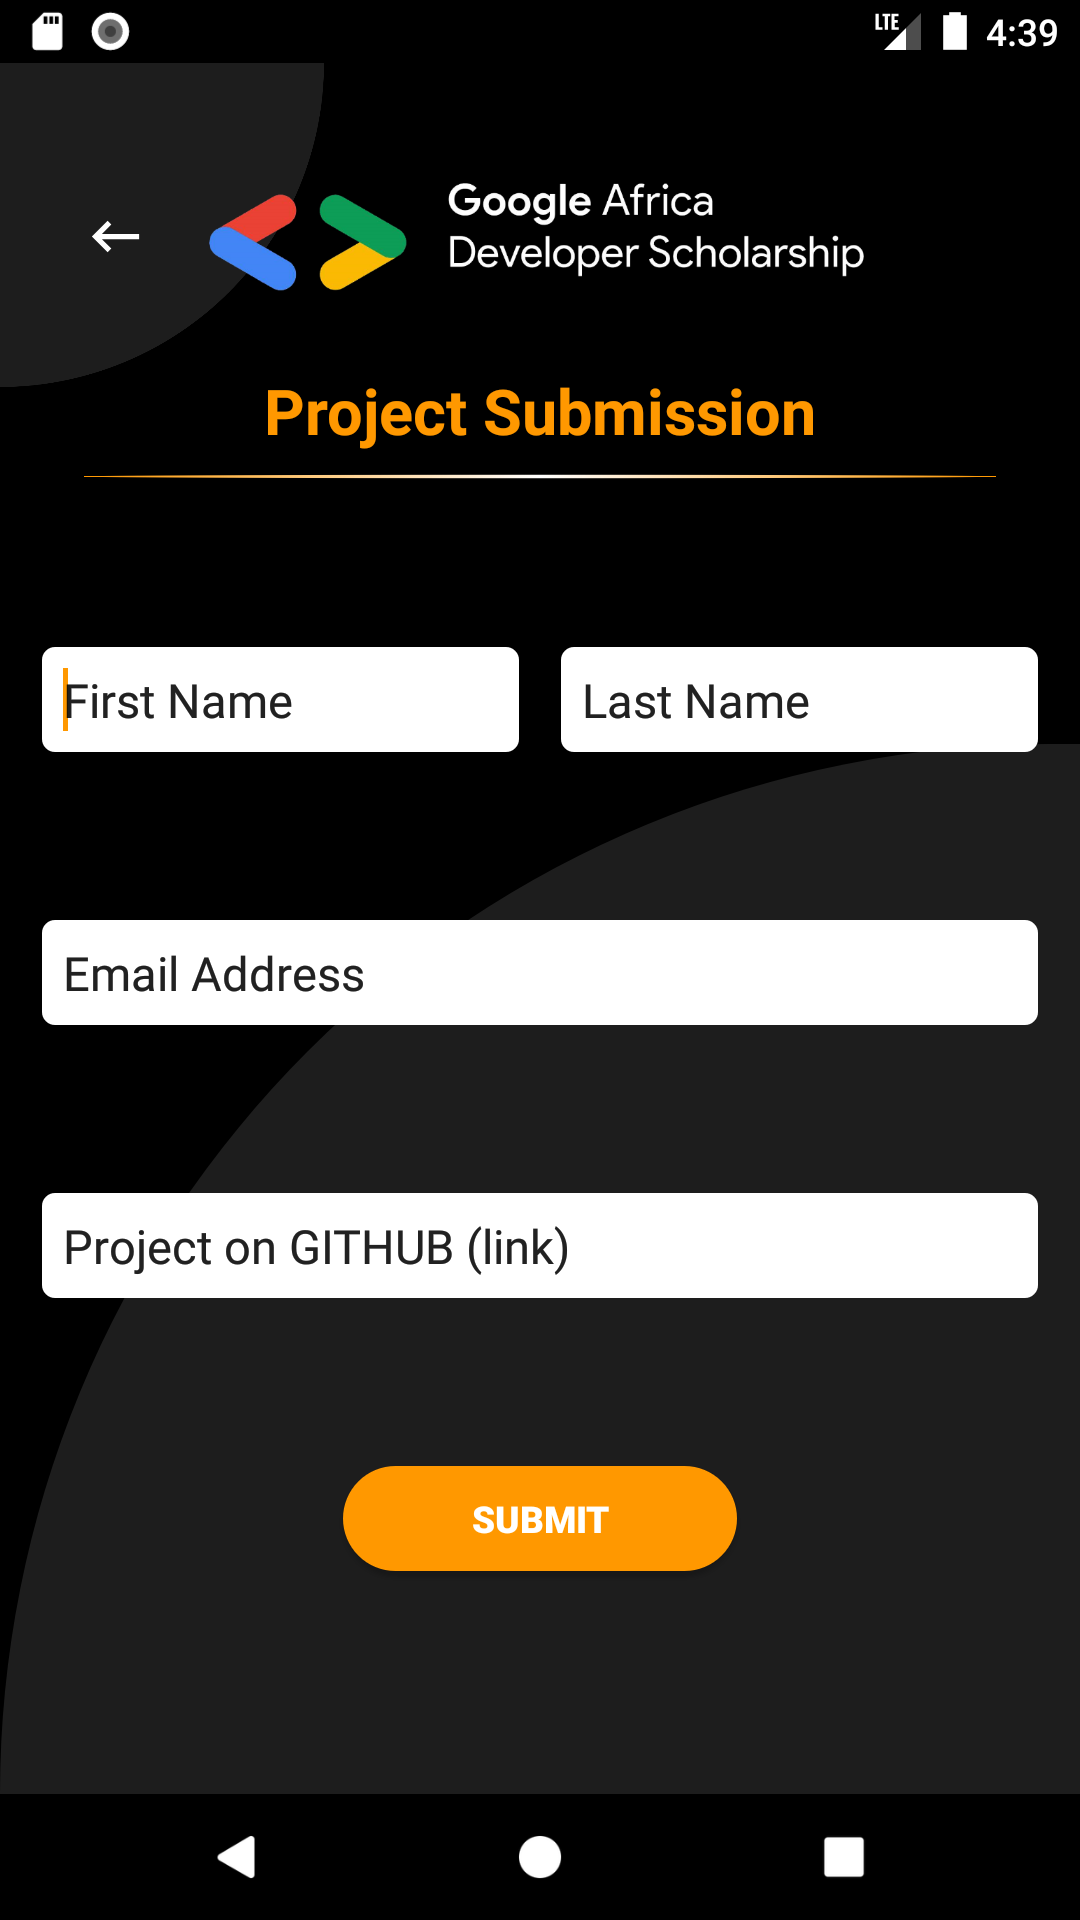 LTE 4:39
Google Africa
Developer Scholarship
Project Submission
First Name Last Name
Email Address
Project on GITHUB (link)
SUBMIT